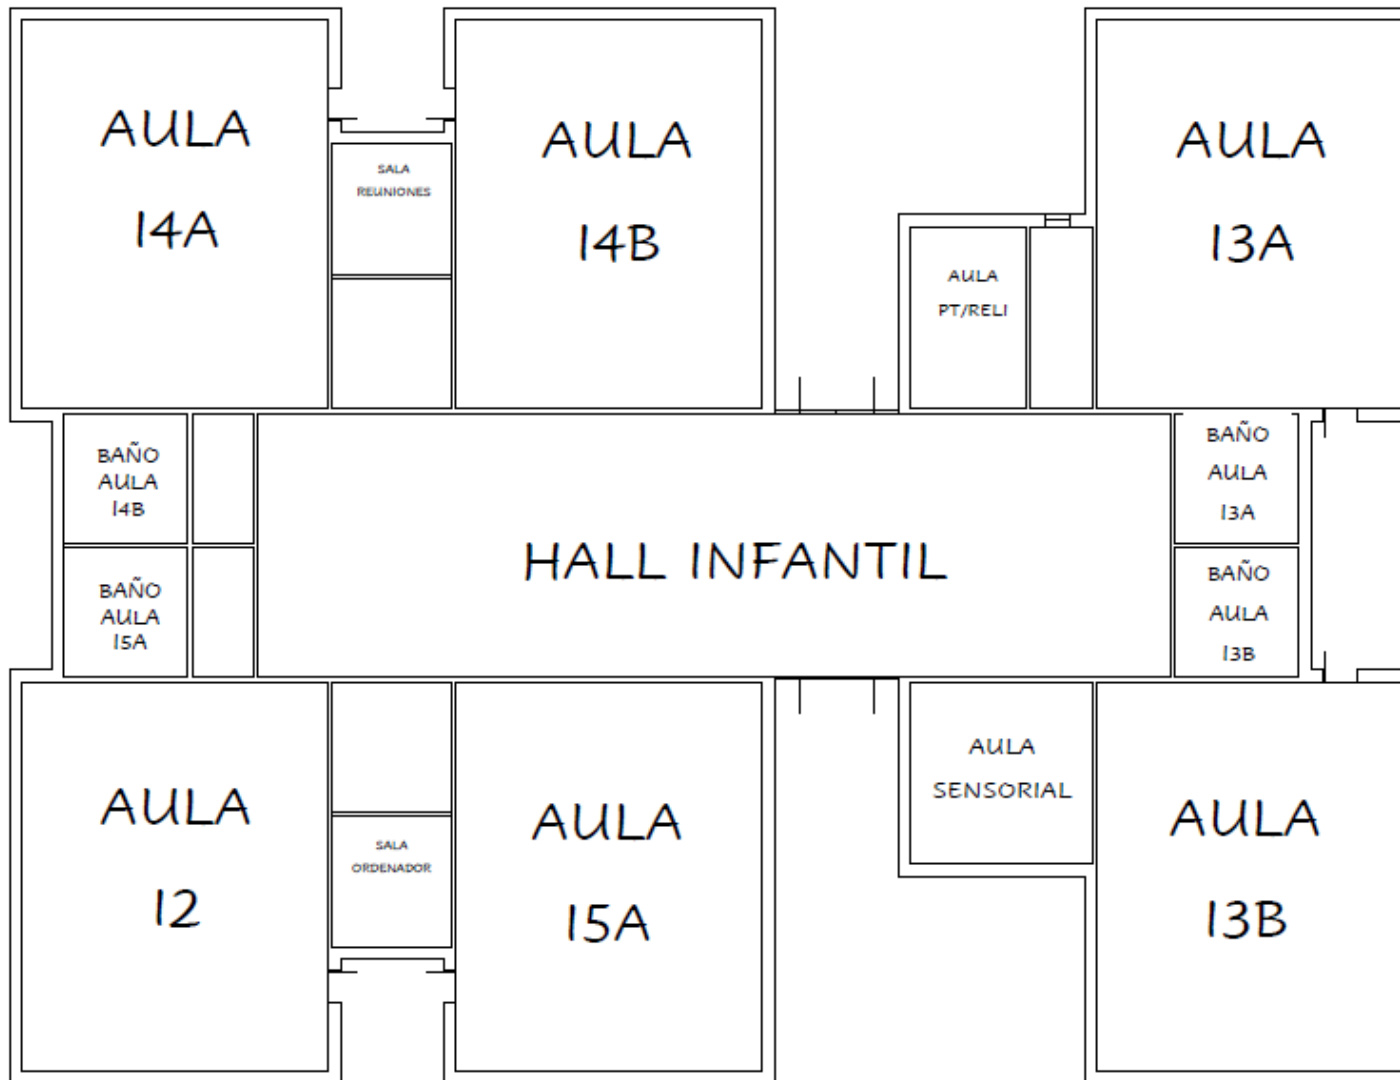 AULA
14A
SALA
REUNIONES
AULA
14B
AULA
PT/RELI
AULA
13A
BAÑO
AULA
14B
BAÑO
AULA
15A
HALL INFANTIL
BAÑO
AULA
13A
BAÑO
AULA
13B
AULA
12
SALA
ORDENADOR
AULA
15A
AULA
SENSORIAL
AULA
13B